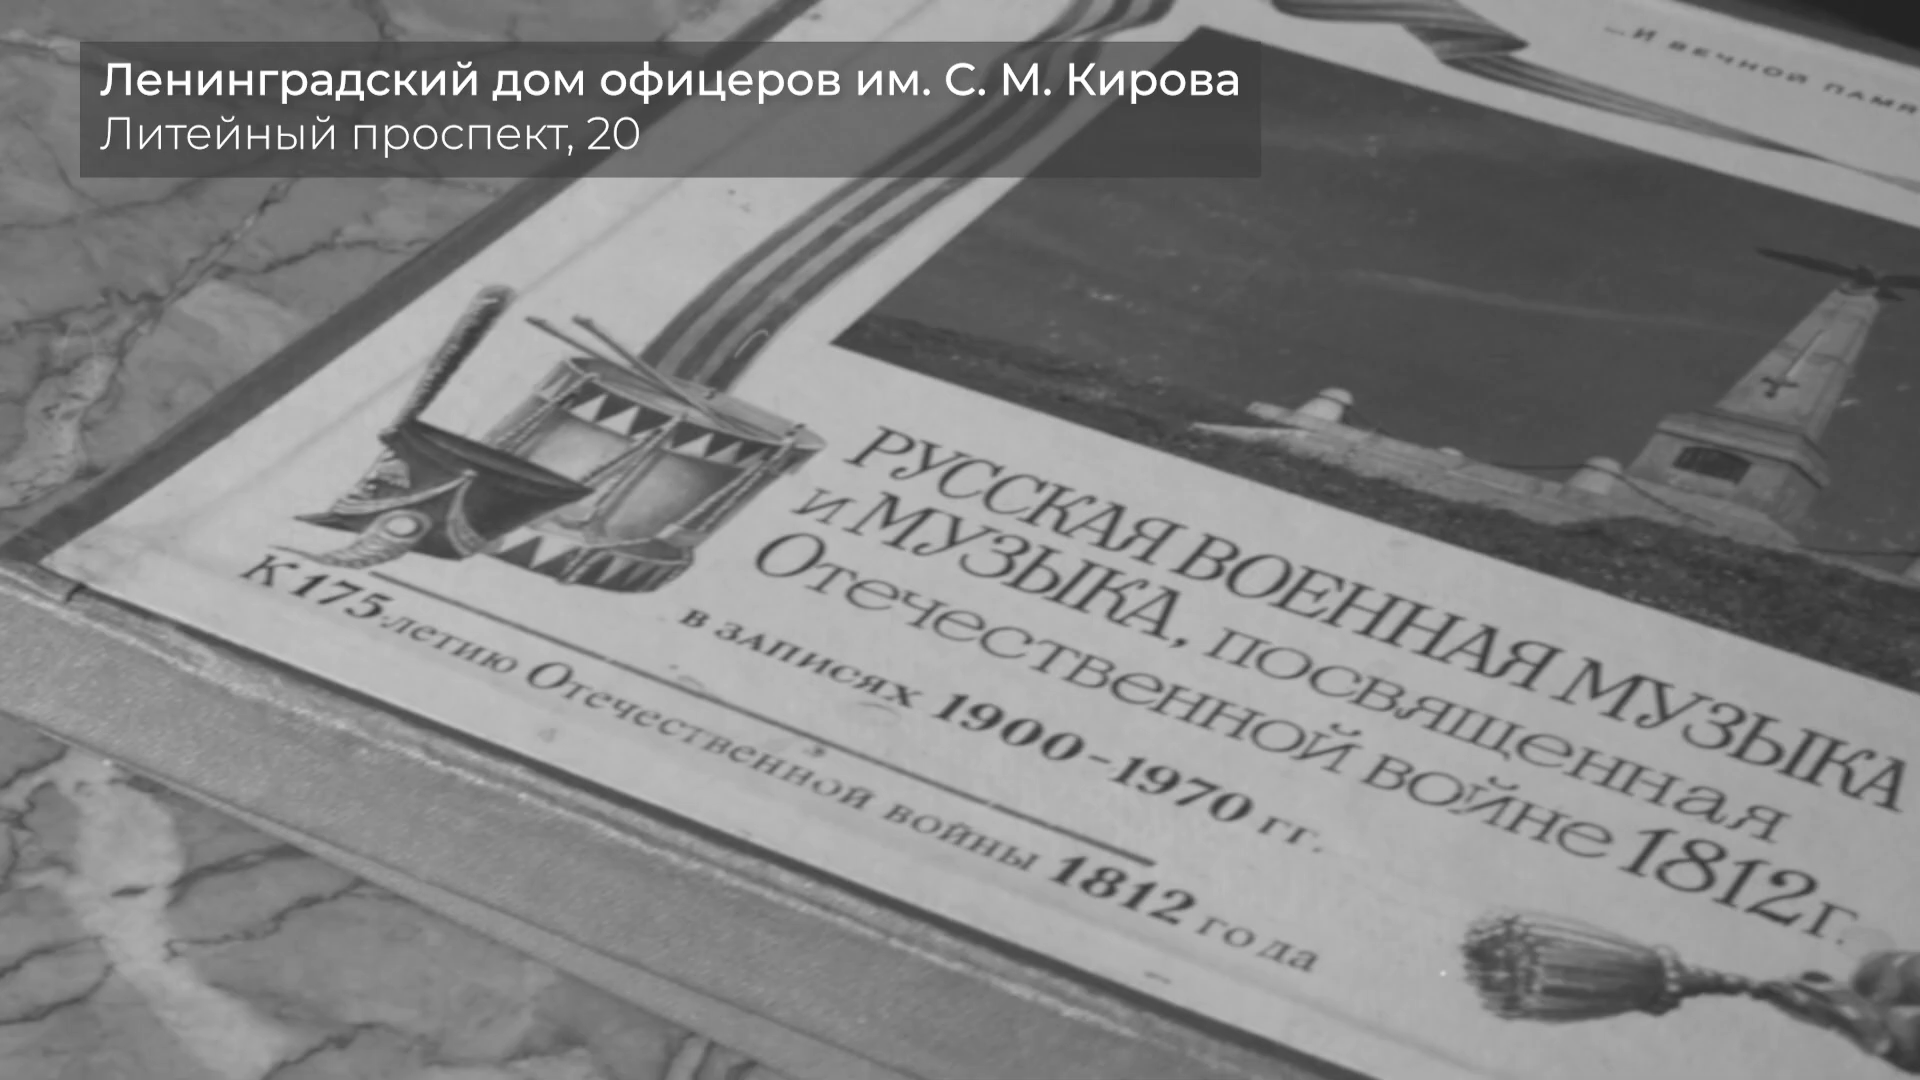 Ленинградский дом офицеров им. С. М. Кирова
Литейный проспект, 20
...И ВЕЧНОЙ
РУССКАЯ ВОЕННАЯ МУЗЫКА
и МУЗЫКА, посвященная
Отечественной войне 1812 г.
в записях 1900-1970 гг.
К 175-летию Отечественной войны 1812 года